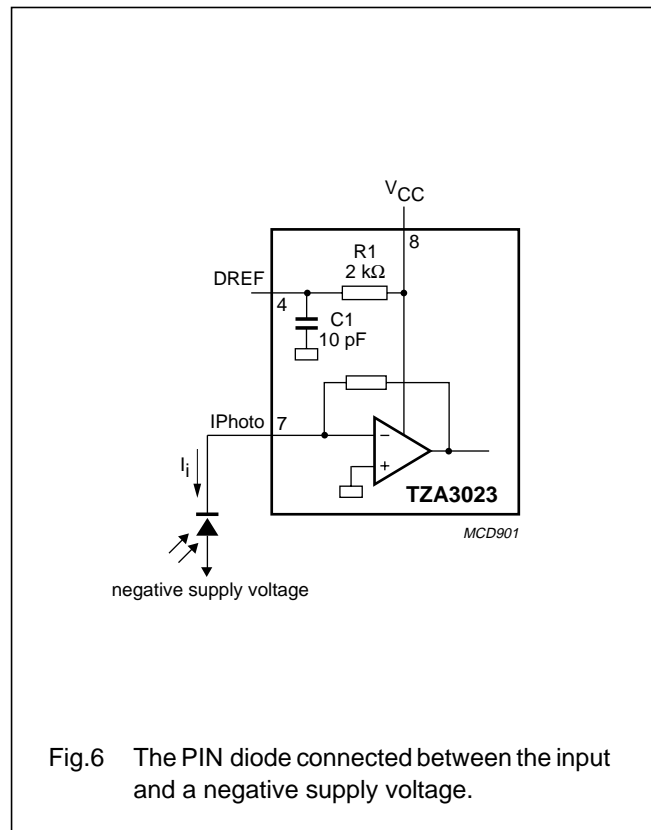 VCC
8
R1
2 kΩ
DREF
4
C1
10 pF
IPhoto
7
Ii
−
+
TZA3023
MCD901
negative supply voltage
Fig.6 The PIN diode connected between the input
and a negative supply voltage.